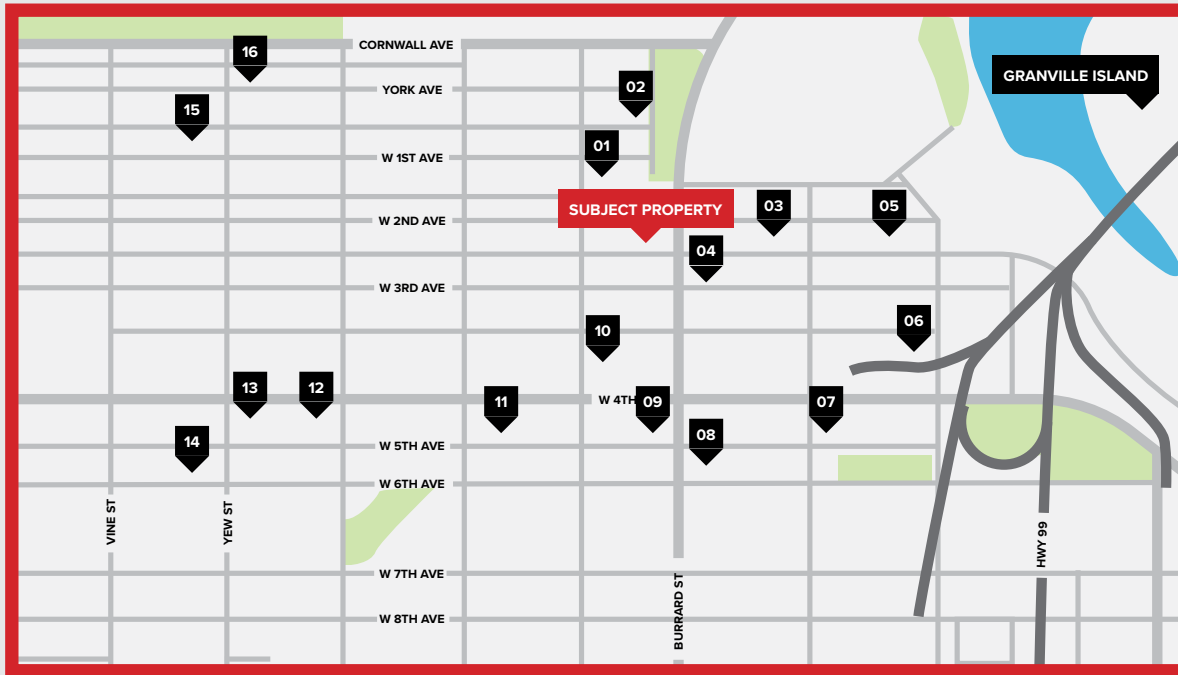 CORNWALL AVE
16
GRANVILLE ISLAND
YORK AVE
02
15
01
W 1ST AVE
SUBJECT PROPERTY
03
05
W 2ND AVE
04
W 3RD AVE
06
10
13
12
11
W 4TH
09
07
08
14
W 5TH AVE
W 6TH AVE
VINE ST
YEW ST
HWY 99
W 7TH AVE
BURRARD ST
W 8TH AVE